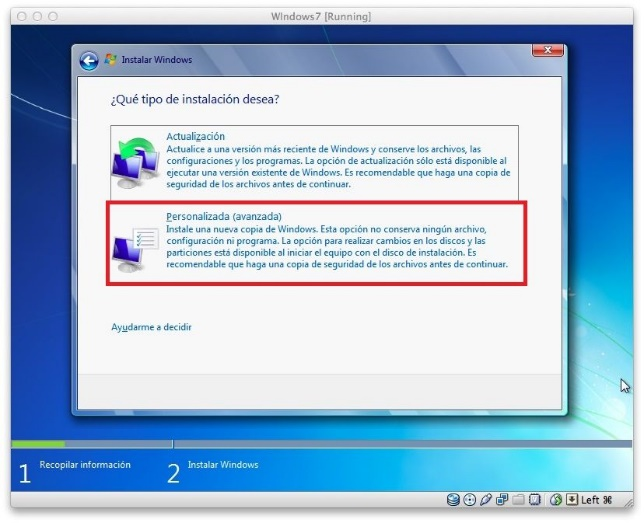 WIndows7 [Running]
Instalar Windows
¿Qué tipo de instalación desea?
Actualización
Actualice a una versión más reciente de Windows y conserve los archivos, las
configuraciones y los programas. La opción de actualización sólo está disponible al
ejecutar una versión existente de Windows. Es recomendable que haga una copia de
seguridad de los archivos antes de continuar.
Personalizada (avanzada)
Instale una nueva copia de Windows. Esta opción no conserva ningún archivo,
configuración ni programa. La opción para realizar cambios en los discos y las
particiones está disponible al iniciar el equipo con el disco de instalación. Es
recomendable que haga una copia de seguridad de los archivos antes de continuar.
Ayudarme a decidir
1 Recopilar información
2 Instalar Windows
Left ⌘